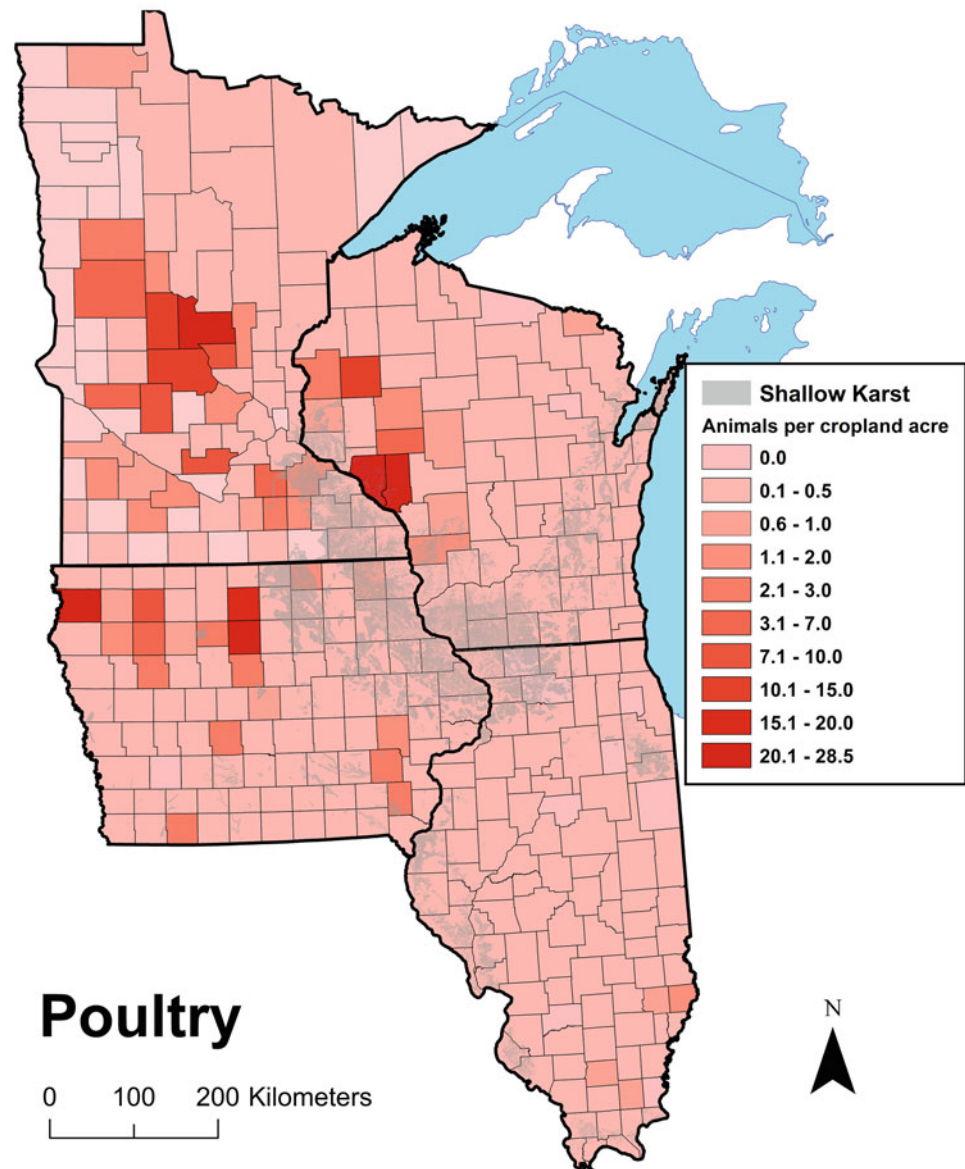 Shallow Karst
Animals per cropland acre
0.0
0.1 - 0.5
0.6 - 1.0
1.1 - 2.0
2.1 - 3.0
3.1 - 7.0
7.1 - 10.0
10.1 - 15.0
15.1 - 20.0
20.1 - 28.5
Poultry
N
0 100 200 Kilometers